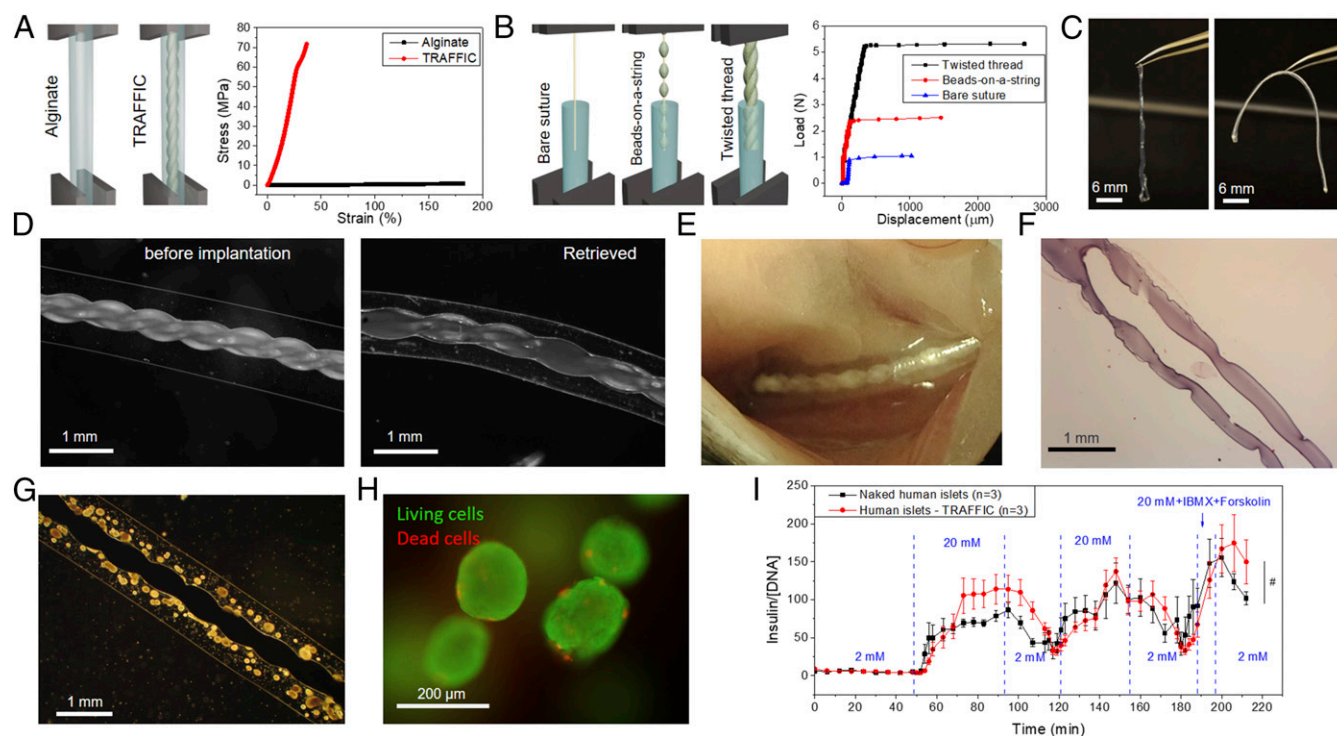 A
Alginate
TRAFFIC
Stress (MPa)
80
70
60
50
40
30
20
10
0
Alginate
TRAFFIC
0 50 100 150 200
Strain (%)
B
Bare suture
Beads-on-a-string
Twisted thread
Load (N)
6
5
4
3
2
1
0
Twisted thread
Beads-on-a-string
Bare suture
0 500 1000 1500 2000 2500 3000
Displacement (μm)
C
6 mm
6 mm
D
before implantation
1 mm
Retrieved
1 mm
E
F
1 mm
G
1 mm
H
Living cells
Dead cells
200 μm
I
Insulin/[DNA]
250
200
150
100
50
0
Naked human islets (n=3)
Human islets - TRAFFIC (n=3)
20 mM+IBMX+Forskolin
20 mM
20 mM
#
2 mM
2 mM
2 mM
2 mM
0 20 40 60 80 100 120 140 160 180 200 220
Time (min)